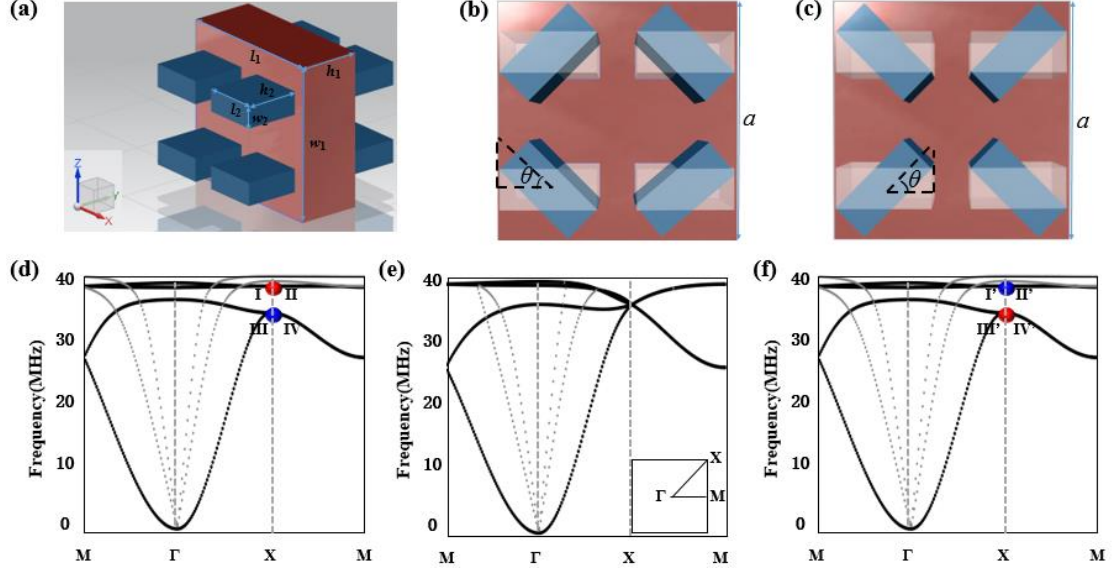 (a)
l1
h1
h2
l2
w2
w1
Z
Y
X
(b)
θ
a
(c)
θ
a
(d)
Frequency(MHz)
40
30
20
10
0
I II
III IV
M Γ X M
(e)
Frequency(MHz)
40
30
20
10
0
X
Γ M
M Γ X M
(f)
Frequency(MHz)
40
30
20
10
0
I' II'
III' IV'
M Γ X M